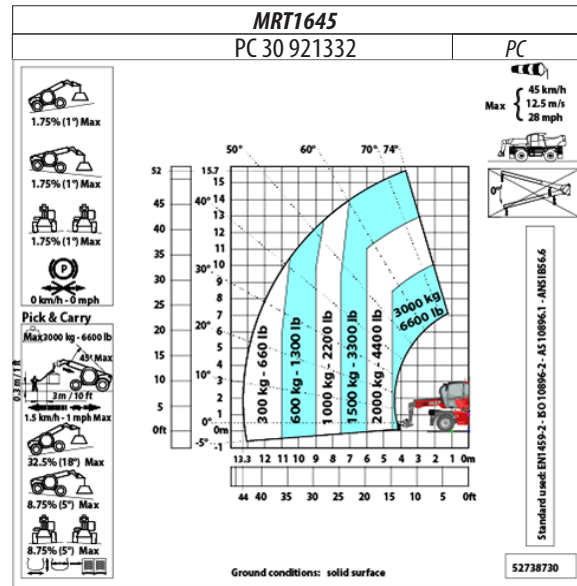 MRT1645
PC 30 921332
PC
1.75% (1°) Max
1.75% (1°) Max
1.75% (1°) Max
P
0 km/h - 0 mph
Pick & Carry
Max 3000 kg - 6600 lb
45° Max
0.3 m / 1 ft
3 m / 10 ft
1.5 km/h - 1 mph Max
32.5% (18°) Max
8.75% (5°) Max
8.75% (5°) Max
Max
45 km/h
12.5 m/s
28 mph
0°
50°
60°
70°
74°
40°
30°
20°
10°
0°
-5°
52
45
40
35
30
25
20
15
10
5
0ft
15.7
15
14
13
12
11
10
9
8
7
6
5
4
3
2
1
0m
-1
300 kg - 660 lb
600 kg - 1300 lb
1000 kg - 2200 lb
1500 kg - 3300 lb
2000 kg - 4400 lb
3000 kg
6600 lb
13.3 12 11 10 9 8 7 6 5 4 3 2 1 0m
44 40 35 30 25 20 15 10 5 0ft
Standard used: EN1459-2 - ISO 10896-2 - AS 10896.1 - ANSI B56.6
Ground conditions: solid surface
52738730